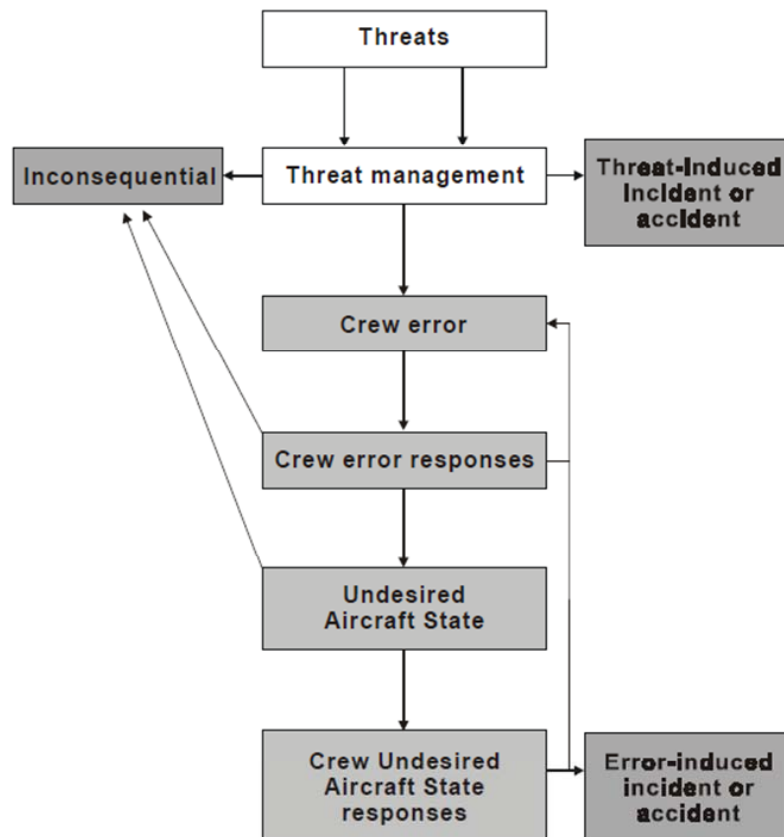 Threats
Inconsequential
Threat management
Threat-Induced
Incident or
accident
Crew error
Crew error responses
Undesired
Aircraft State
Crew Undesired
Aircraft State
responses
Error-induced
incident or
accident